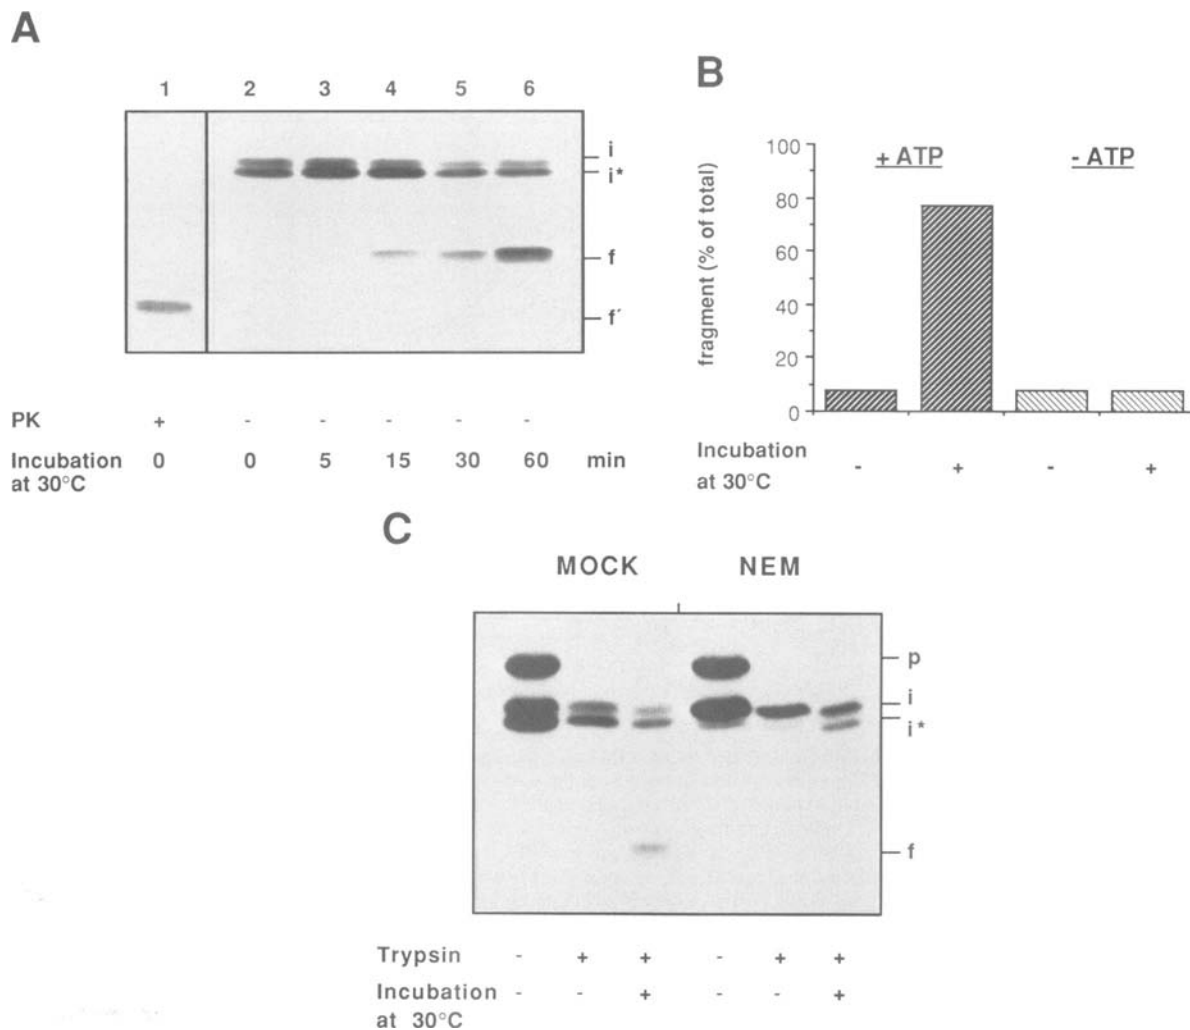 A
1 2 3 4 5 6
i
i*
f
f´
PK + - - - - -
Incubation at 30°C 0 0 5 15 30 60 min
B
+ ATP - ATP
fragment (% of total)
100
80
60
40
20
0
Incubation at 30°C - + - +
C
MOCK NEM
p
i
i*
f
Trypsin - + + - + +
Incubation at 30°C - - + - - +